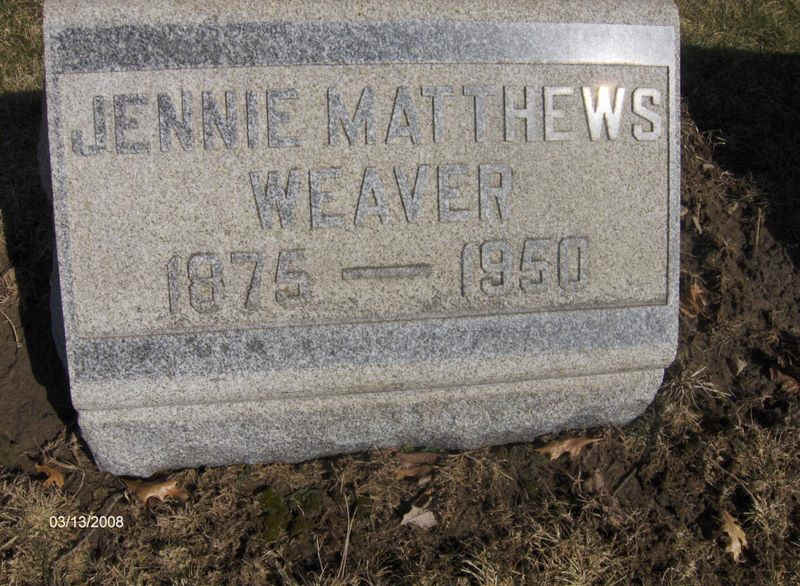 JENNIE MATTHEWS
WEAVER
1875 — 1950
03/13/2008